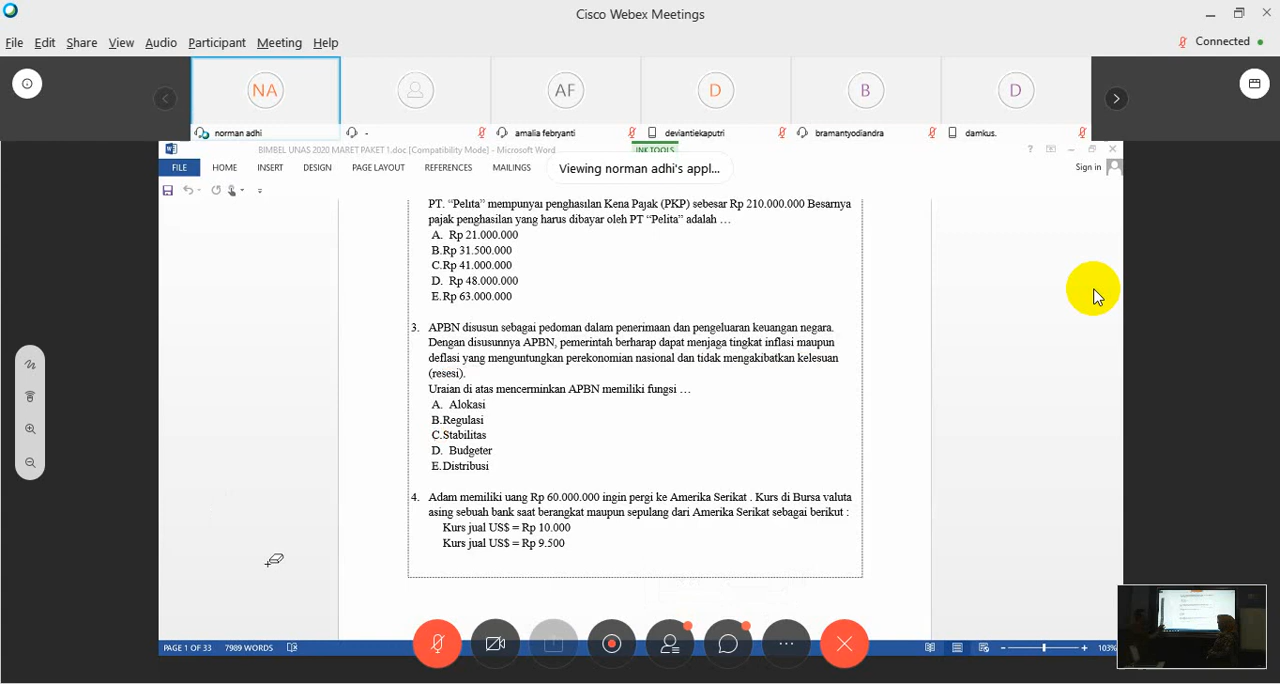 Cisco Webex Meetings
File Edit Share View Audio Participant Meeting Help
Connected
NA AF D B D
norman adhi - amalia febryanti deviantiekaputri bramantyodiandra damkus.
BIMBEL UNAS 2020 MARET PAKET 1.doc [Compatibility Mode] - Microsoft Word
INK TOOLS
FILE HOME INSERT DESIGN PAGE LAYOUT REFERENCES MAILINGS
Viewing norman adhi's appl...
Sign in
PT. “Pelita” mempunyai penghasilan Kena Pajak (PKP) sebesar Rp 210.000.000 Besarnya
pajak penghasilan yang harus dibayar oleh PT “Pelita” adalah …
A. Rp 21.000.000
B.Rp 31.500.000
C.Rp 41.000.000
D. Rp 48.000.000
E.Rp 63.000.000
3. APBN disusun sebagai pedoman dalam penerimaan dan pengeluaran keuangan negara.
Dengan disusunnya APBN, pemerintah berharap dapat menjaga tingkat inflasi maupun
deflasi yang menguntungkan perekonomian nasional dan tidak mengakibatkan kelesuan
(resesi).
Uraian di atas mencerminkan APBN memiliki fungsi …
A. Alokasi
B.Regulasi
C.Stabilitas
D. Budgeter
E.Distribusi
4. Adam memiliki uang Rp 60.000.000 ingin pergi ke Amerika Serikat . Kurs di Bursa valuta
asing sebuah bank saat berangkat maupun sepulang dari Amerika Serikat sebagai berikut :
Kurs jual US$ = Rp 10.000
Kurs jual US$ = Rp 9.500
PAGE 1 OF 33 7989 WORDS
103%